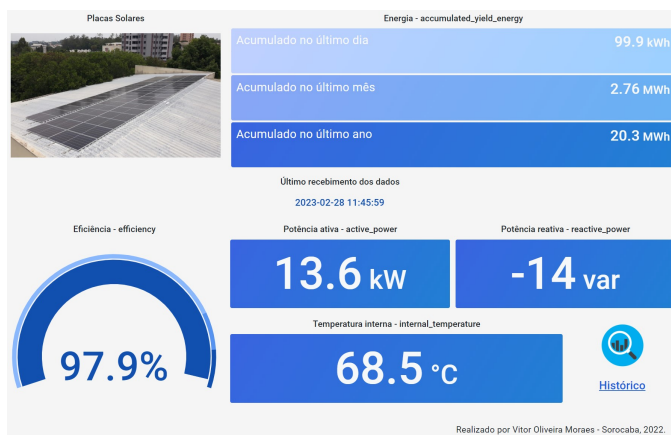 Placas Solares
Energia - accumulated_yield_energy
Acumulado no último dia 99.9 kWh
Acumulado no último mês 2.76 MWh
Acumulado no último ano 20.3 MWh
Último recebimento dos dados
2023-02-28 11:45:59
Eficiência - efficiency
97.9%
Potência ativa - active_power
13.6 kW
Potência reativa - reactive_power
-14 var
Temperatura interna - internal_temperature
68.5 °C
Histórico
Realizado por Vitor Oliveira Moraes - Sorocaba, 2022.